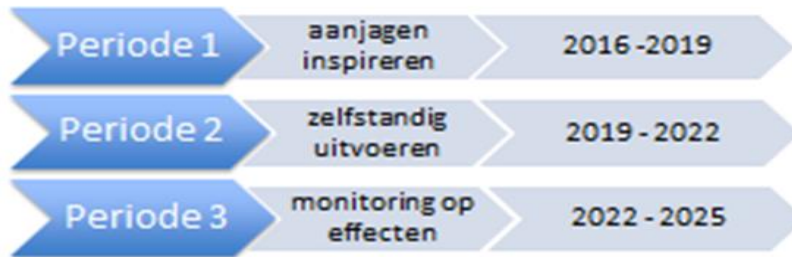 Periode 1
aanjagen
inspireren
2016 -2019
Periode 2
zelfstandig
uitvoeren
2019 - 2022
Periode 3
monitoring op
effecten
2022 - 2025